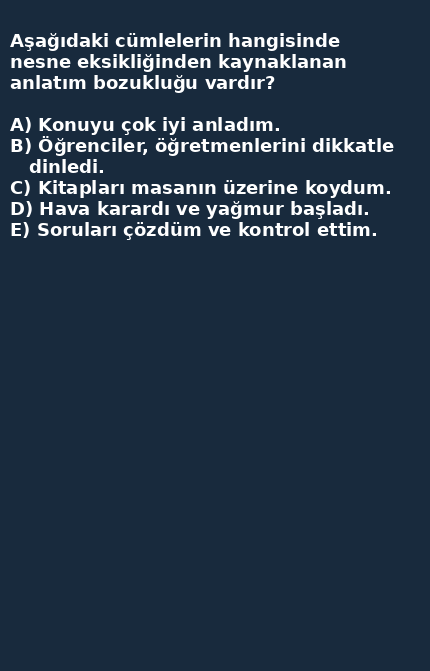 Aşağıdaki cümlelerin hangisinde
nesne eksikliğinden kaynaklanan
anlatım bozukluğu vardır?
A) Konuyu çok iyi anladım.
B) Öğrenciler, öğretmenlerini dikkatle
dinledi.
C) Kitapları masanın üzerine koydum.
D) Hava karardı ve yağmur başladı.
E) Soruları çözdüm ve kontrol ettim.